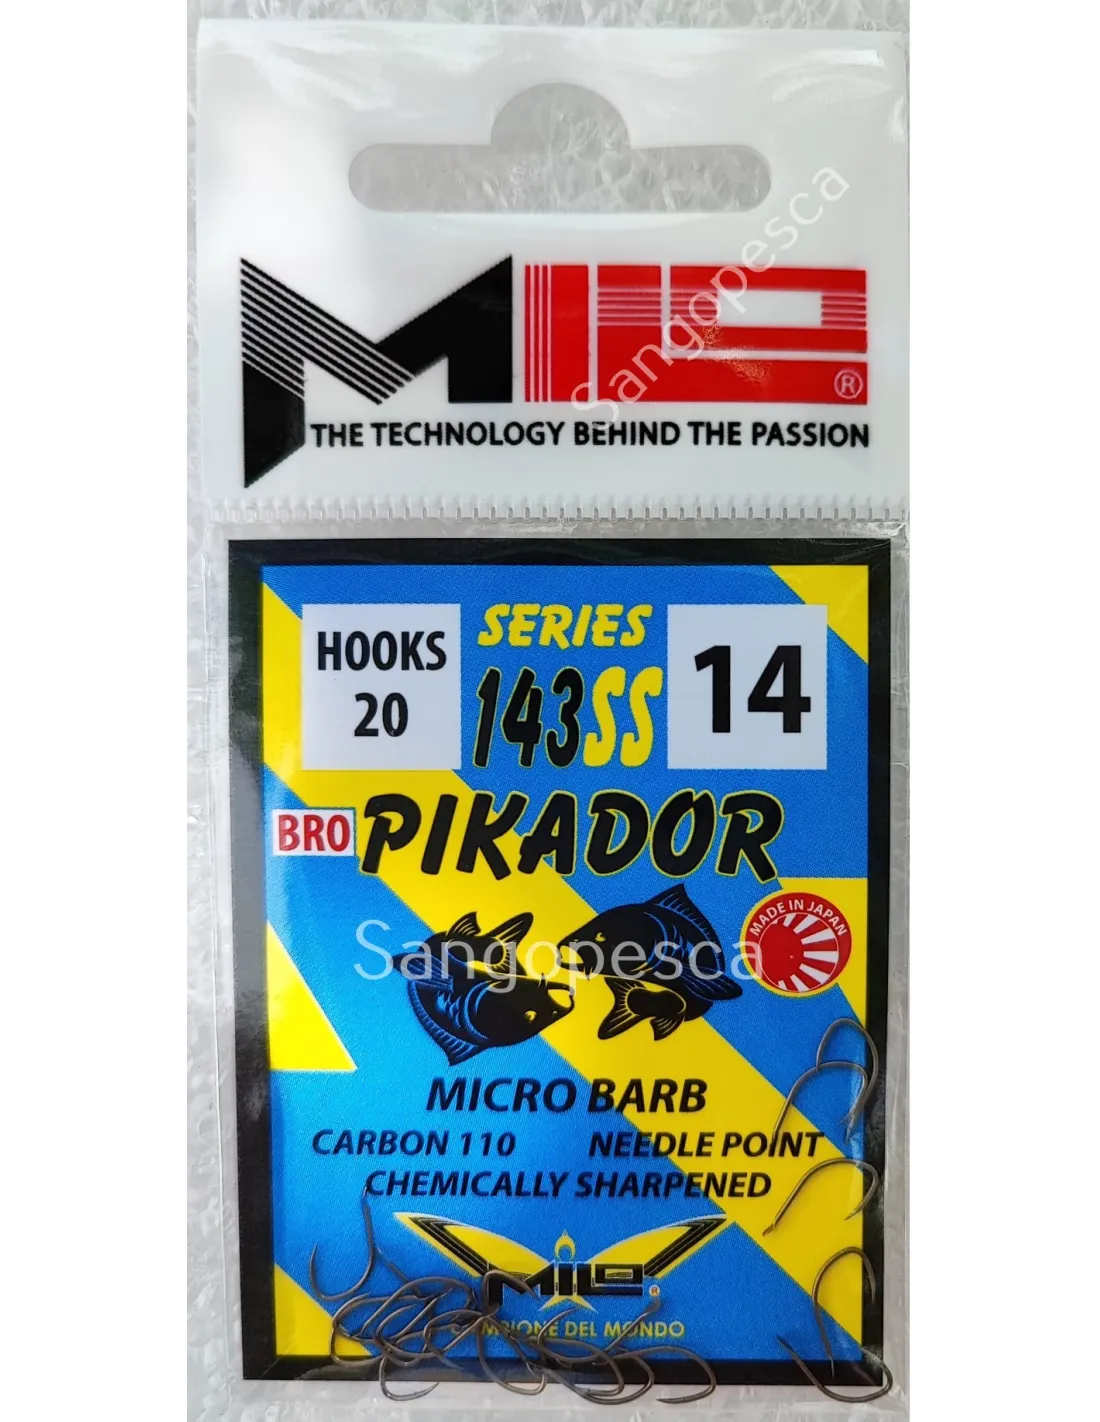 MILO®
THE TECHNOLOGY BEHIND THE PASSION
Sangopesca
HOOKS
20
SERIES
143SS
14
BRO PIKADOR
MADE IN JAPAN
Sangopesca
MICRO BARB
CARBON 110 NEEDLE POINT
CHEMICALLY SHARPENED
MILO®
CAMPIONE DEL MONDO